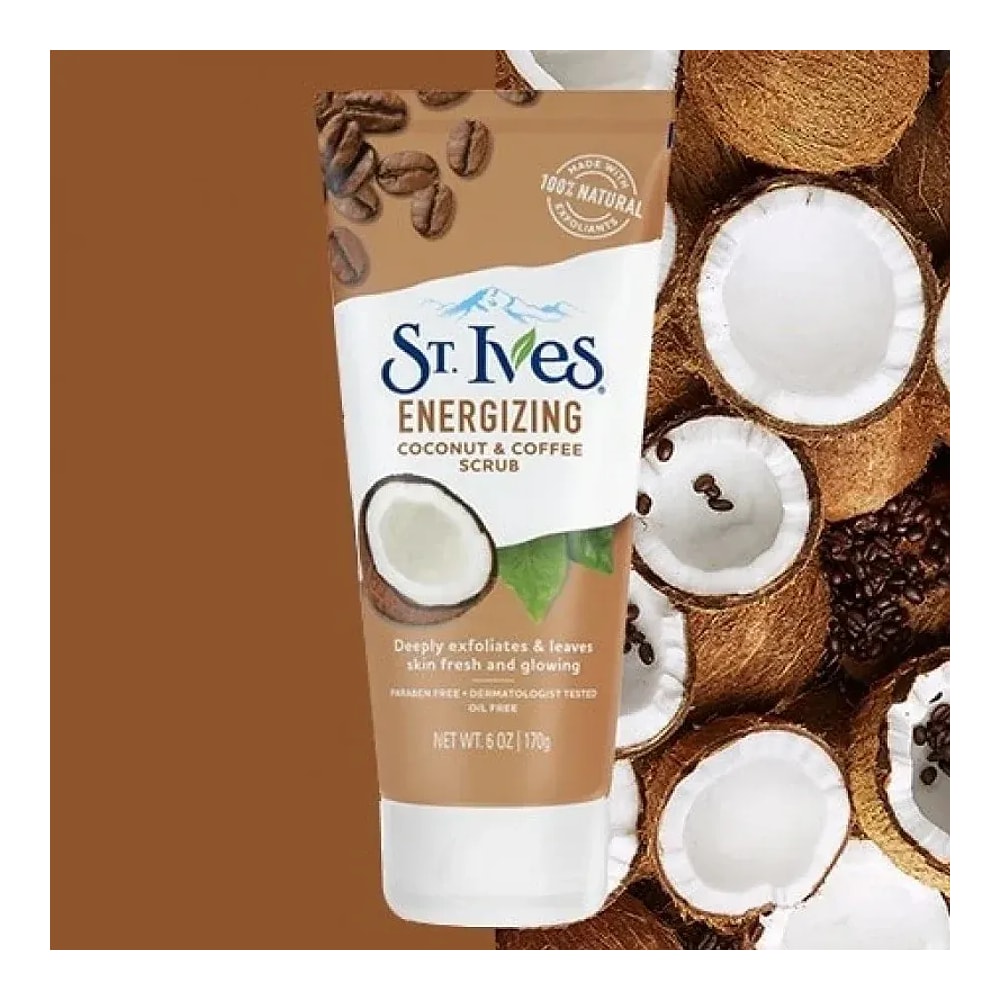 MADE WITH
100% NATURAL
EXFOLIANTS
ST. IVES®
ENERGIZING
COCONUT & COFFEE
SCRUB
Deeply exfoliates & leaves
skin fresh and glowing
PARABEN FREE • DERMATOLOGIST TESTED
OIL FREE
NET WT. 6 OZ | 170g